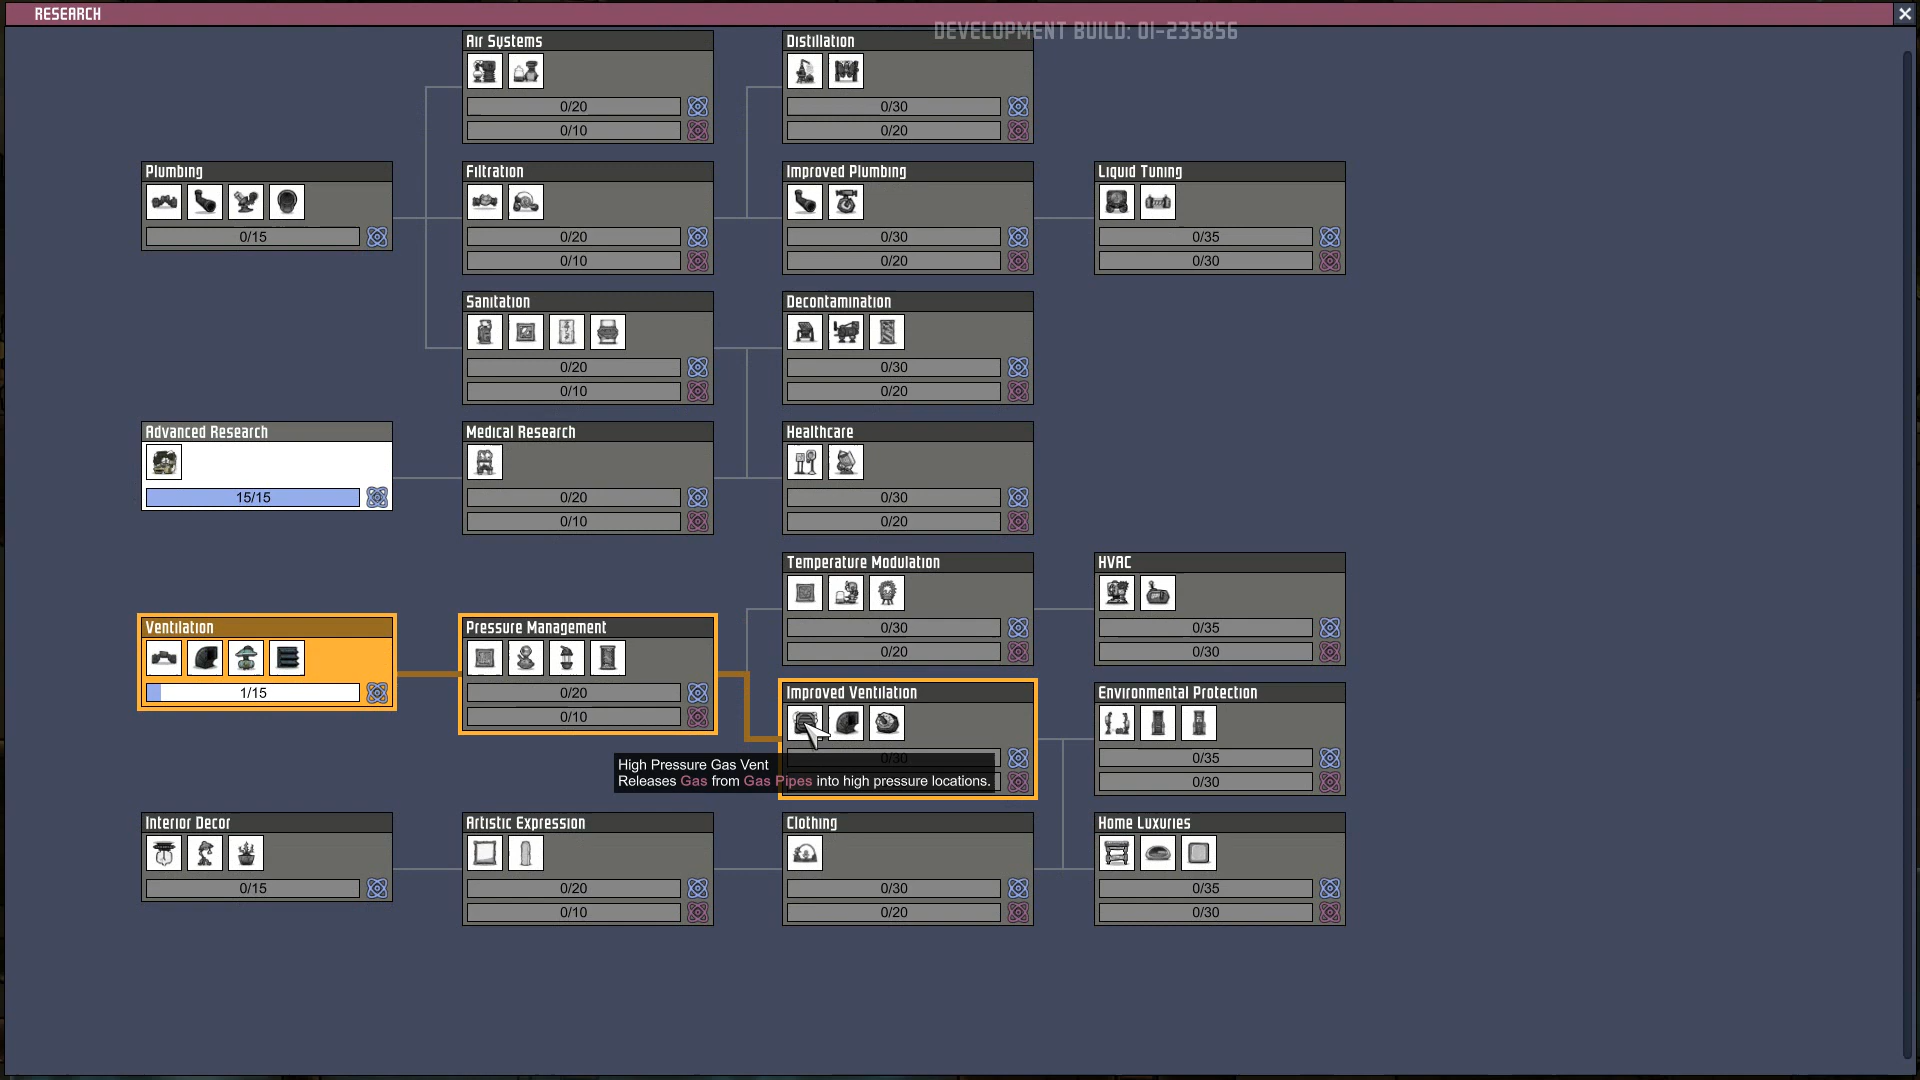 RESEARCH
DEVELOPMENT BUILD: 01-235856
Air Systems
0/20
0/10
Distillation
0/30
0/20
Plumbing
0/15
Filtration
0/20
0/10
Improved Plumbing
0/30
0/20
Liquid Tuning
0/35
0/30
Sanitation
0/20
0/10
Decontamination
0/30
0/20
Advanced Research
15/15
Medical Research
0/20
0/10
Healthcare
0/30
0/20
Temperature Modulation
0/30
0/20
HVAC
0/35
0/30
Ventilation
1/15
Pressure Management
0/20
0/10
Improved Ventilation
0/30
High Pressure Gas Vent
Releases Gas from Gas Pipes into high pressure locations.
Environmental Protection
0/35
0/30
Interior Decor
0/15
Artistic Expression
0/20
0/10
Clothing
0/30
0/20
Home Luxuries
0/35
0/30